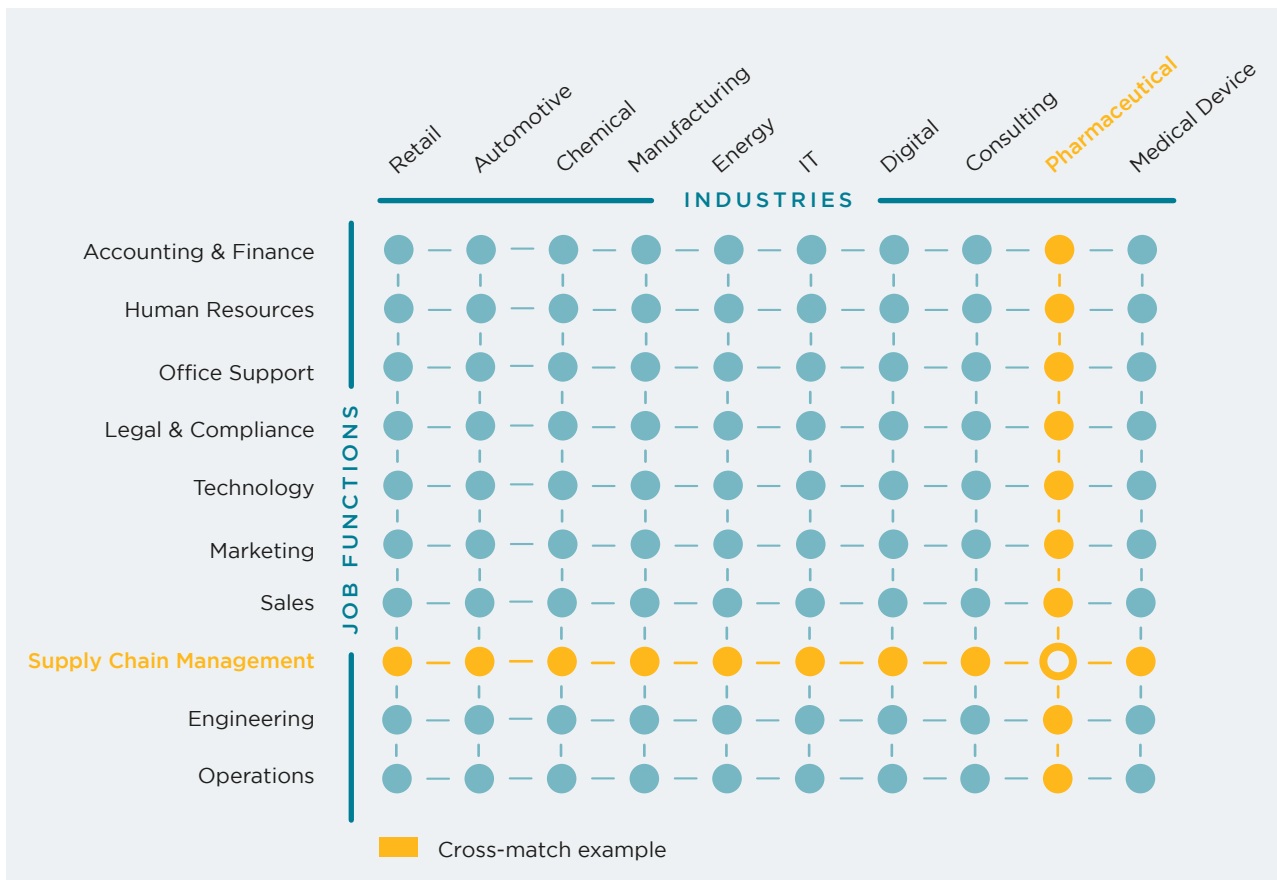 Retail
Automotive
Chemical
Manufacturing
Energy
IT
Digital
Consulting
Pharmaceutical
Medical Device
INDUSTRIES
JOB FUNCTIONS
Accounting & Finance
Human Resources
Office Support
Legal & Compliance
Technology
Marketing
Sales
Supply Chain Management
Engineering
Operations
Cross-match example